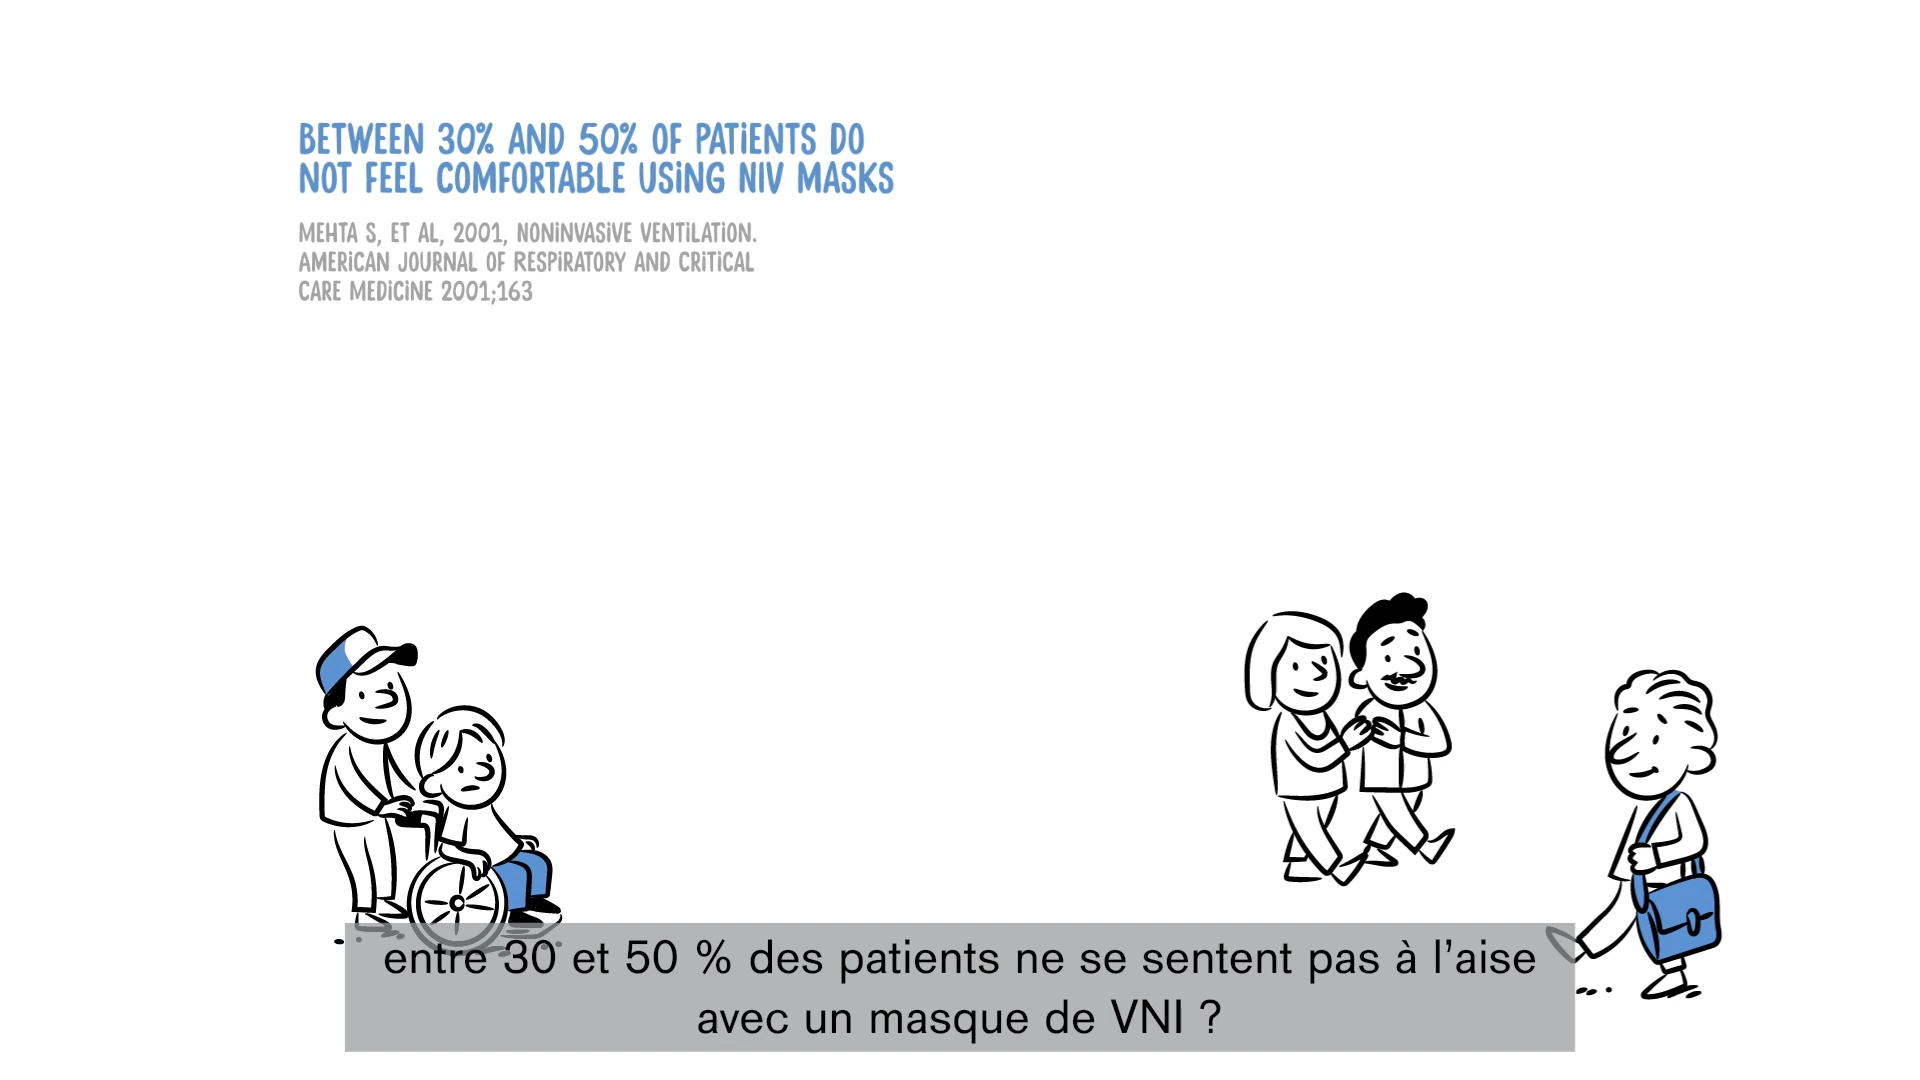 BETWEEN 30% AND 50% OF PATiENTS DO
NOT FEEL COMFORTABLE USiNG NIV MASKS
MEHTA S, ET AL, 2001, NONiNVASiVE VENTiLATiON.
AMERiCAN JOURNAL OF RESPiRATORY AND CRiTiCAL
CARE MEDiCiNE 2001;163
entre 30 et 50 % des patients ne se sentent pas à l’aise
avec un masque de VNI ?